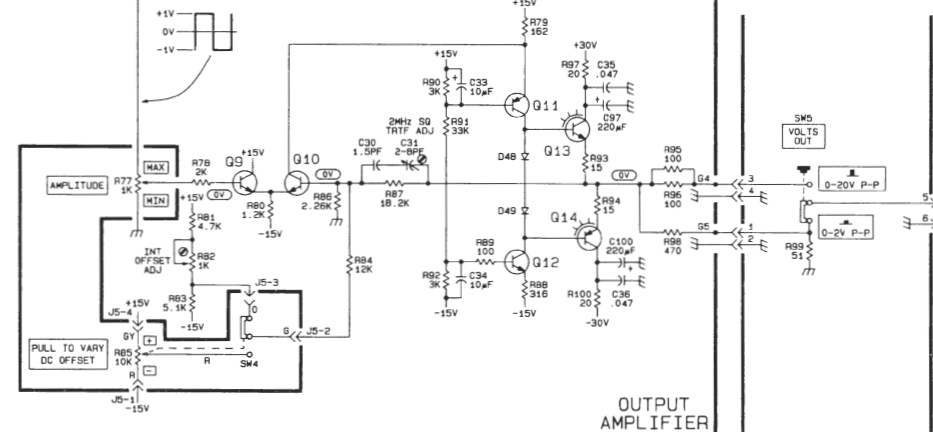 +1V
0V
-1V
+15V
R79
162
+30V
+15V
R97
20
C35
.047
R90
3K
+
C33
10µF
Q11
+
C97
220µF
2MHz SQ
TRTF ADJ
R91
33K
SW5
VOLTS
OUT
C30
1.5PF
C31
2-8PF
Q13
Q9
+15V
Q10
D48
R93
15
R95
100
MAX
R78
2K
0V
0V
G4
3
AMPLITUDE
R77
1K
0-20V P-P
MIN
0V
R86
2.26K
R87
18.2K
R96
100
4
+15V
R80
1.2K
D49
R94
15
5
R81
4.7K
-15V
Q14
G5
1
0-2V P-P
6
INT
OFFSET
ADJ
R82
1K
R84
12K
R89
100
C100
220µF
+
R98
470
2
R99
51
Q12
R92
3K
C34
10µF
R88
316
R100
20
C36
.047
J5-3
R83
5.1K
+15V
J5-4
-15V
O
-15V
-15V
-30V
GY
G
J5-2
PULL TO VARY
DC OFFSET
+
R85
10K
R
SW4
R
-
J5-1
-15V
OUTPUT
AMPLIFIER